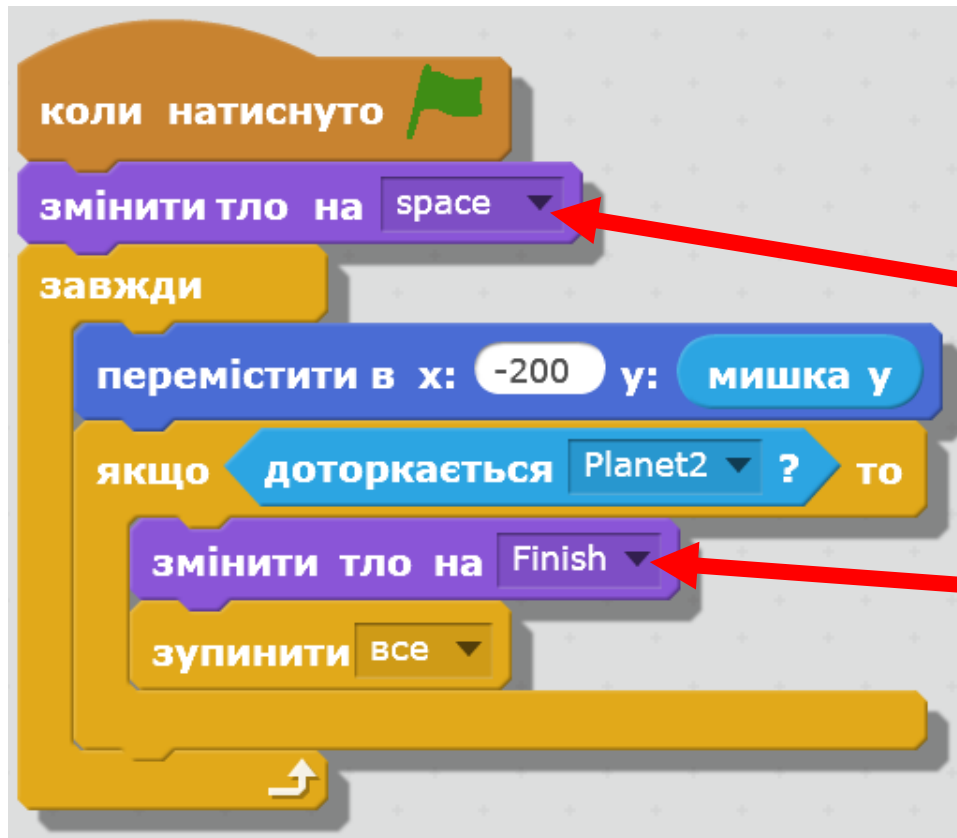 коли натиснуто
змінити тло на space
завжди
перемістити в x: -200 y: мишка y
якщо доторкається Planet2 ? то
змінити тло на Finish
зупинити все